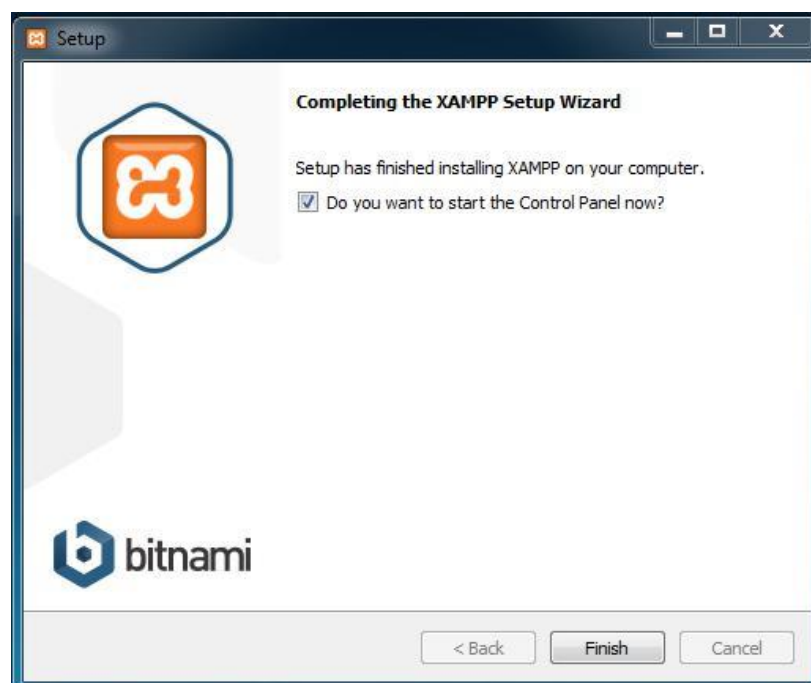 Setup
Completing the XAMPP Setup Wizard
Setup has finished installing XAMPP on your computer.
Do you want to start the Control Panel now?
bitnami
< Back
Finish
Cancel